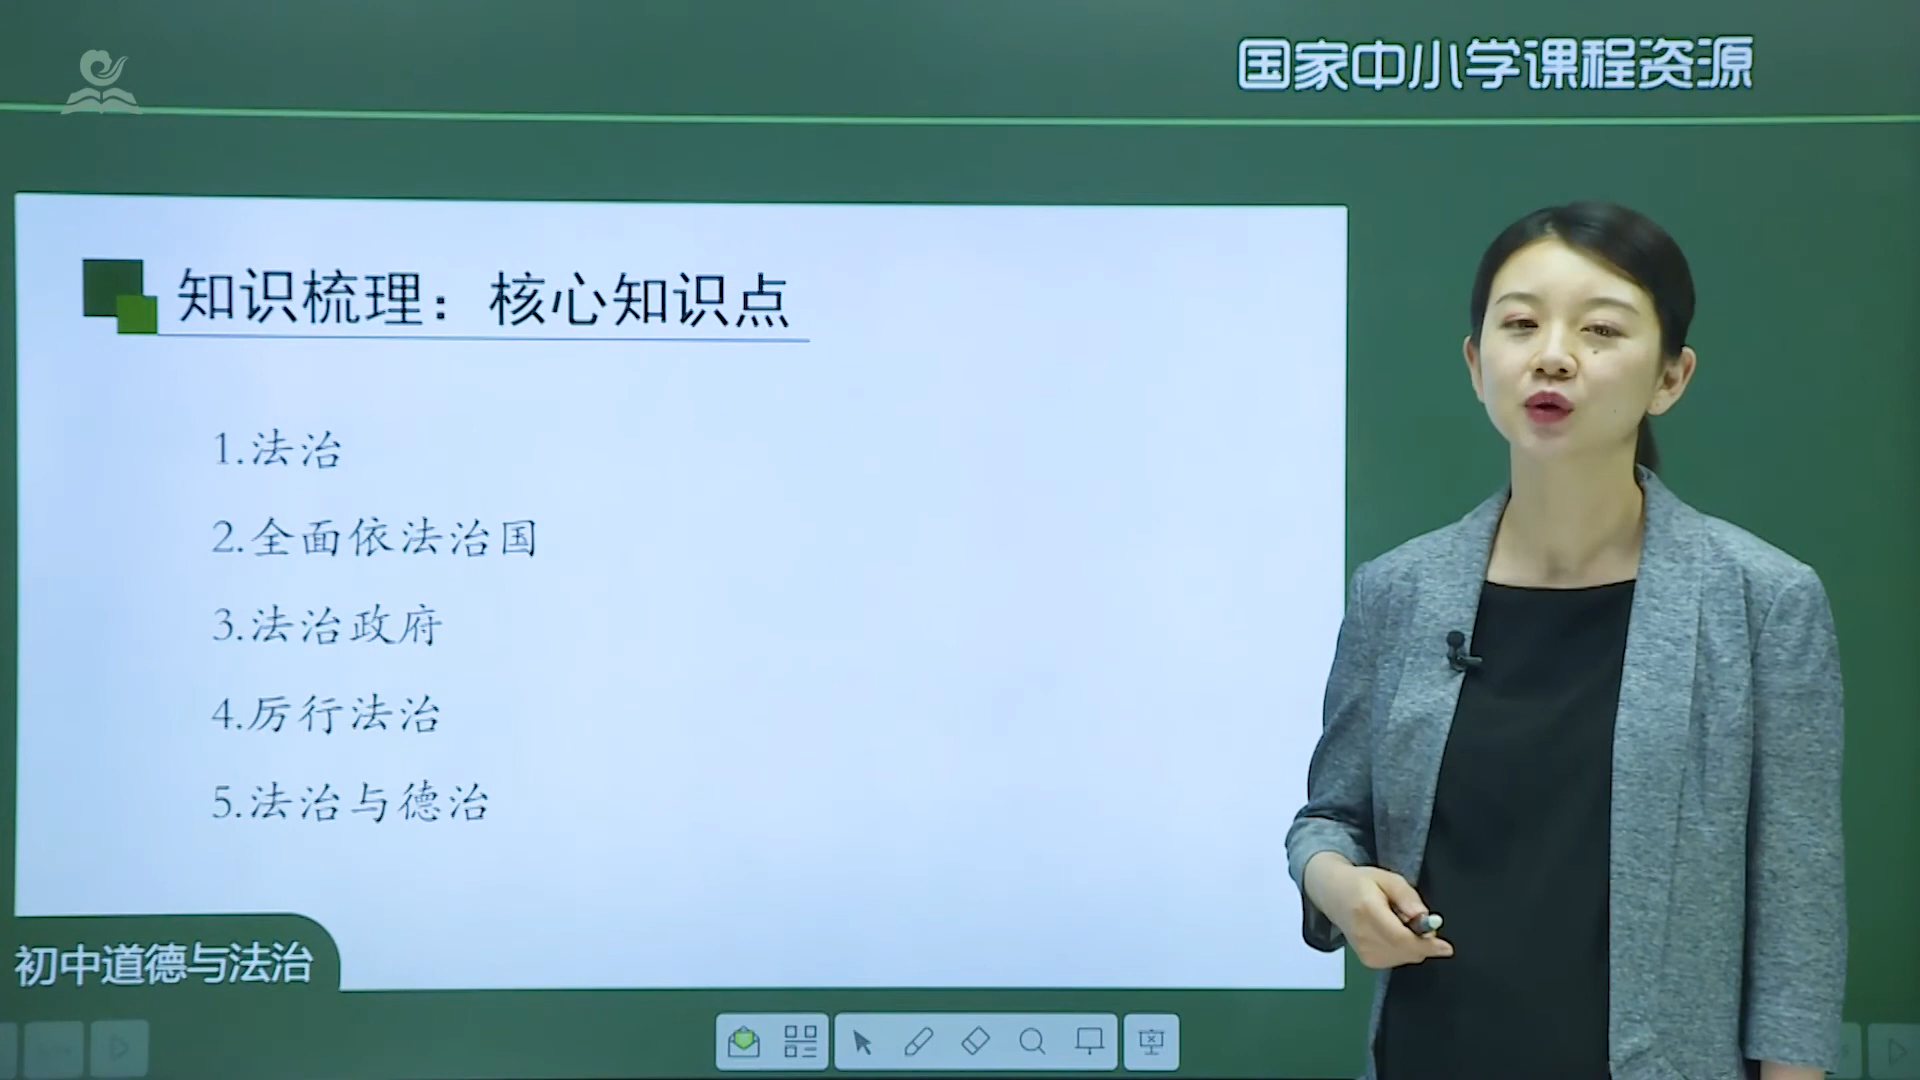 国家中小学课程资源
知识梳理：核心知识点
1.法治
2.全面依法治国
3.法治政府
4.厉行法治
5.法治与德治
初中道德与法治